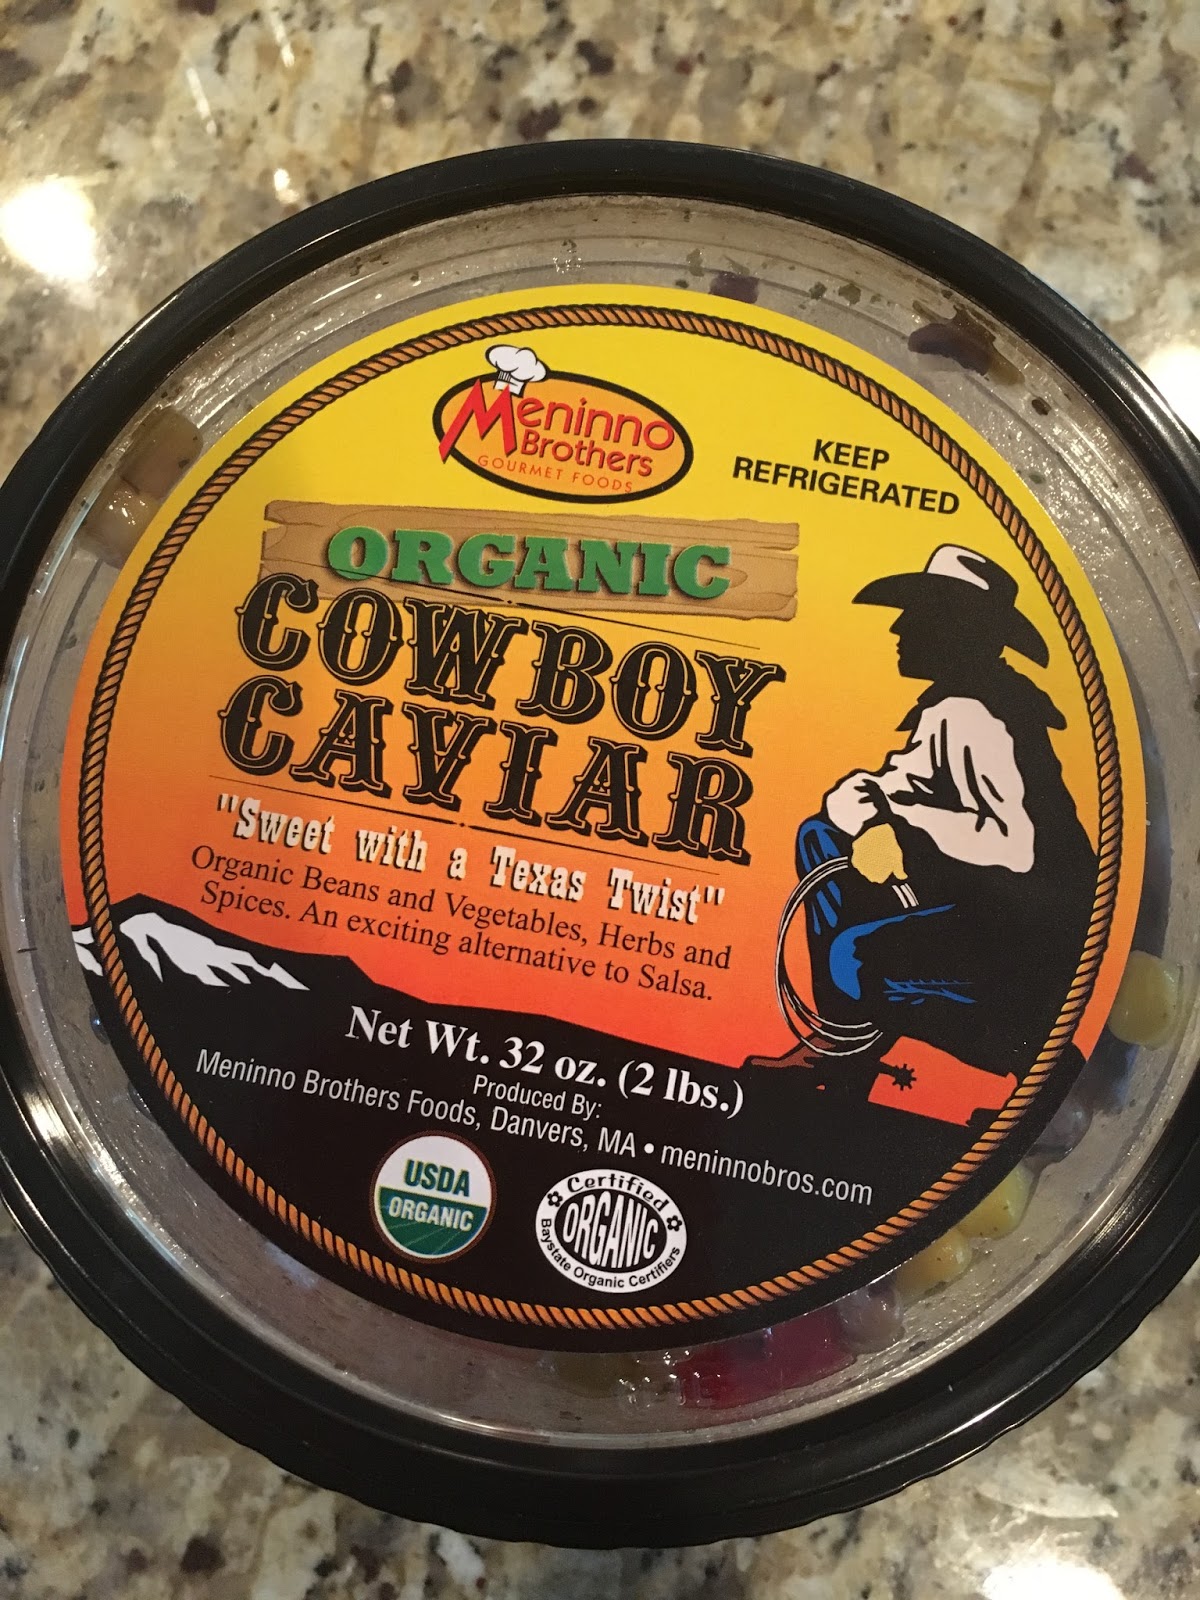 Meninno
Brothers
GOURMET FOODS
KEEP
REFRIGERATED
ORGANIC
COWBOY
CAVIAR
"Sweet with a Texas Twist"
Organic Beans and Vegetables, Herbs and
Spices. An exciting alternative to Salsa.
Net Wt. 32 oz. (2 lbs.)
Produced By:
Meninno Brothers Foods, Danvers, MA • meninnobros.com
USDA
ORGANIC
Certified
ORGANIC
Baystate Organic Certifiers